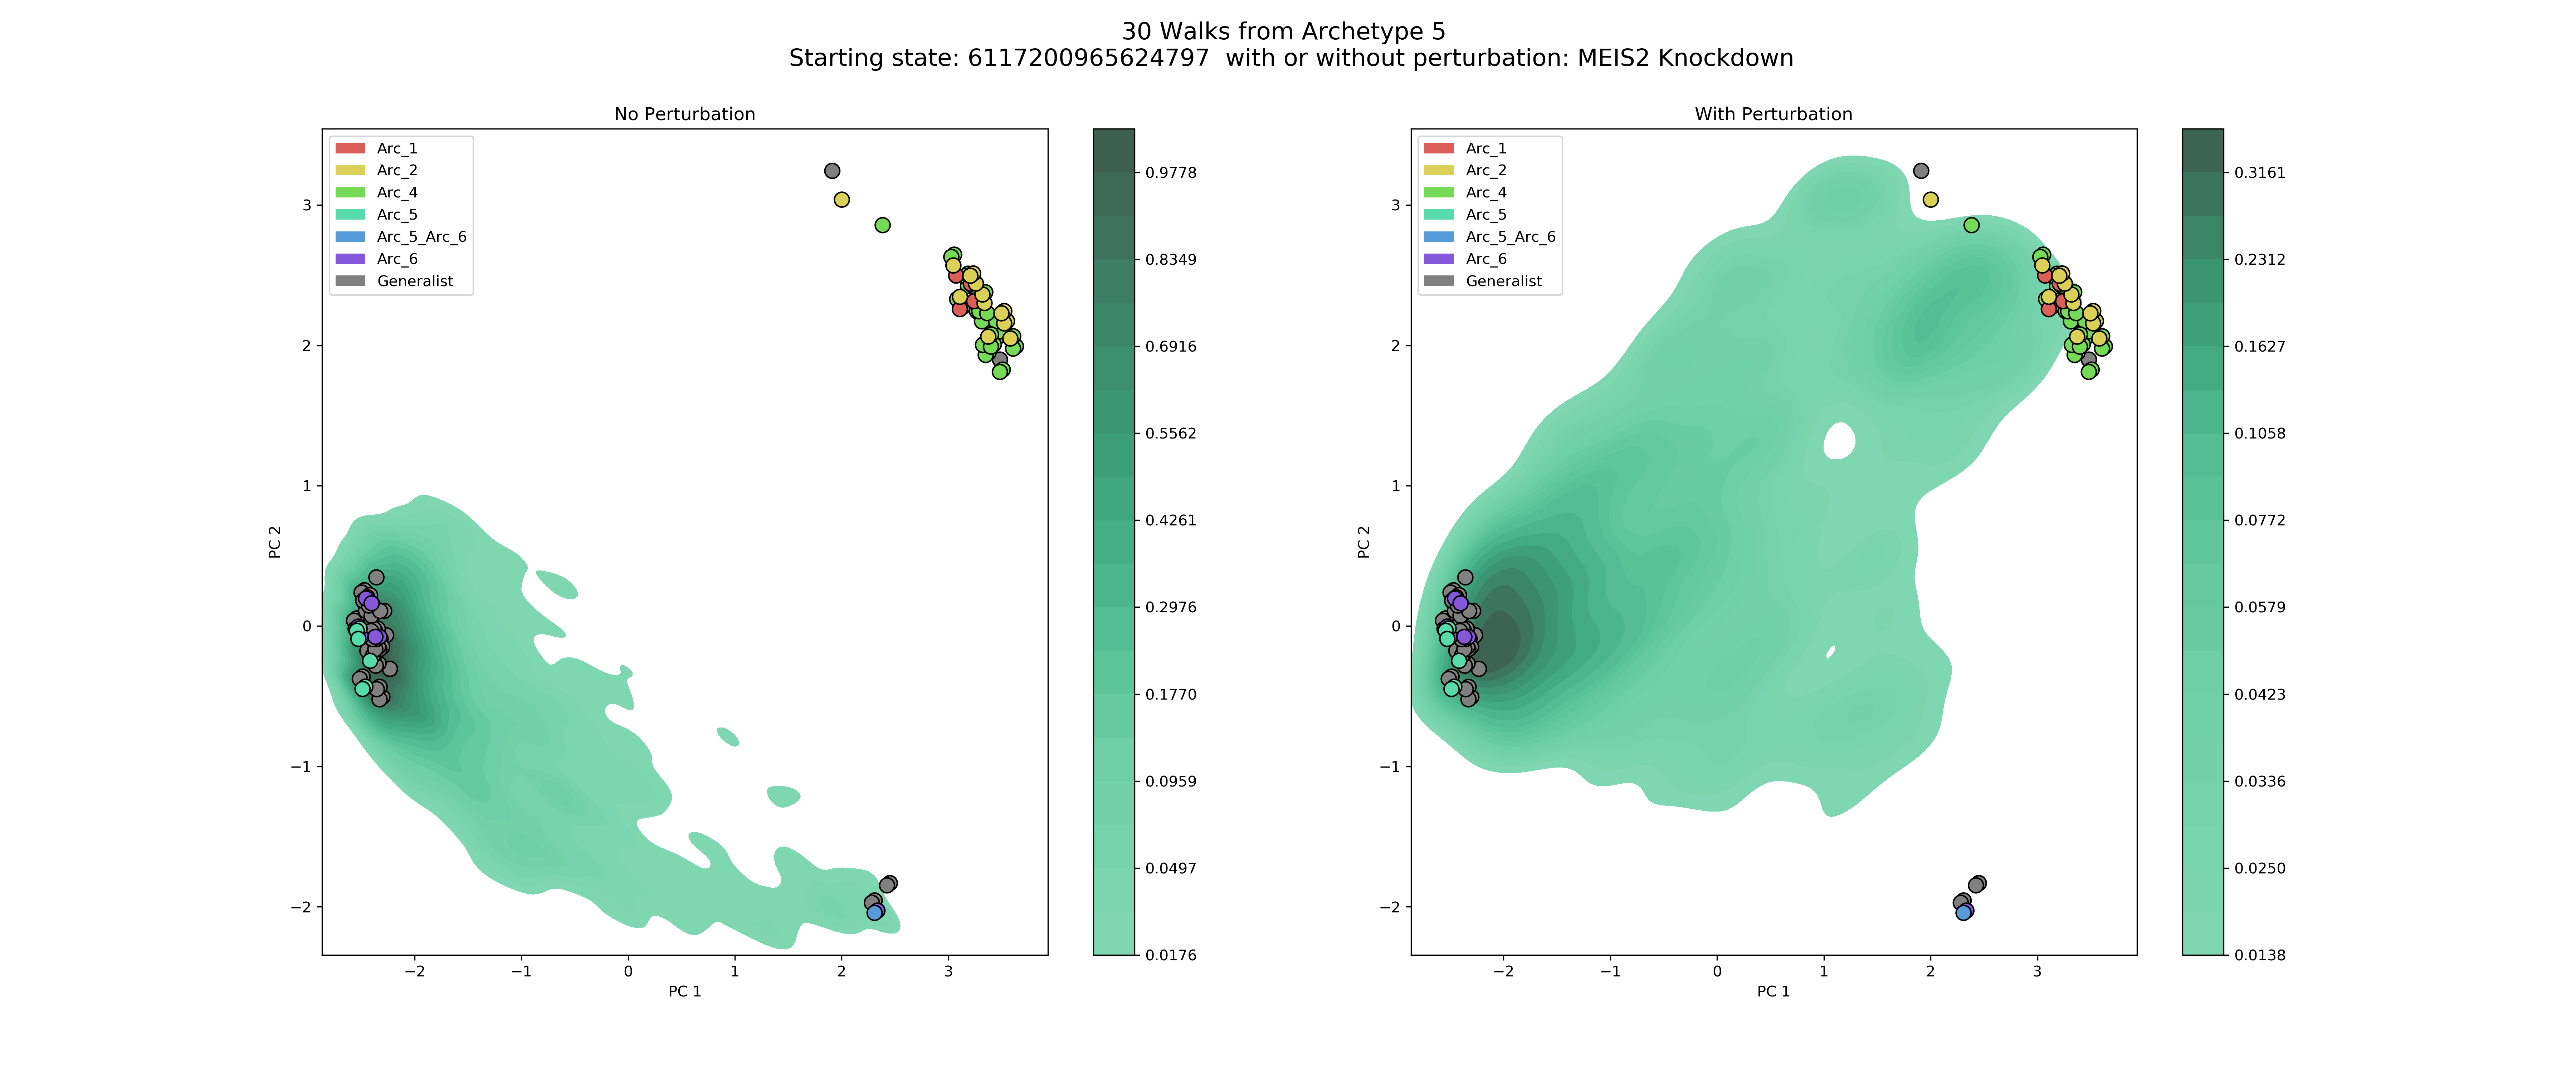 30 Walks from Archetype 5
Starting state: 6117200965624797  with or without perturbation: MEIS2 Knockdown
No Perturbation
Arc_1
Arc_2
Arc_4
Arc_5
Arc_5_Arc_6
Arc_6
Generalist
3
2
1
0
−1
−2
PC 2
−2
−1
0
1
2
3
PC 1
0.9778
0.8349
0.6916
0.5562
0.4261
0.2976
0.1770
0.0959
0.0497
0.0176
With Perturbation
Arc_1
Arc_2
Arc_4
Arc_5
Arc_5_Arc_6
Arc_6
Generalist
3
2
1
0
−1
−2
PC 2
−2
−1
0
1
2
3
PC 1
0.3161
0.2312
0.1627
0.1058
0.0772
0.0579
0.0423
0.0336
0.0250
0.0138